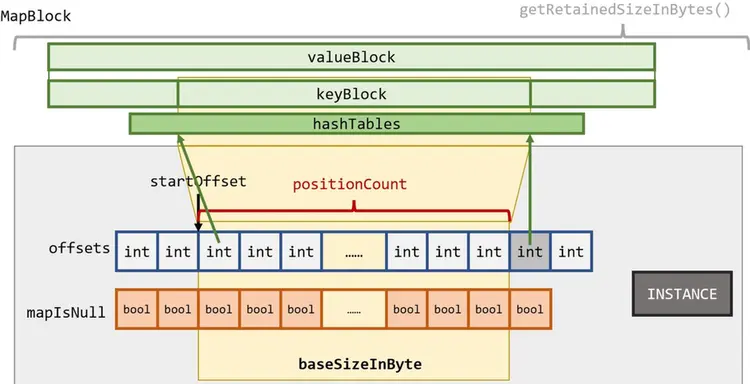 getRetainedSizeInBytes()
MapBlock
valueBlock
keyBlock
hashTables
startOffset
positionCount
offsets int int int int int …… int int int int int
mapIsNull bool bool bool bool bool …… bool bool bool bool
INSTANCE
baseSizeInByte